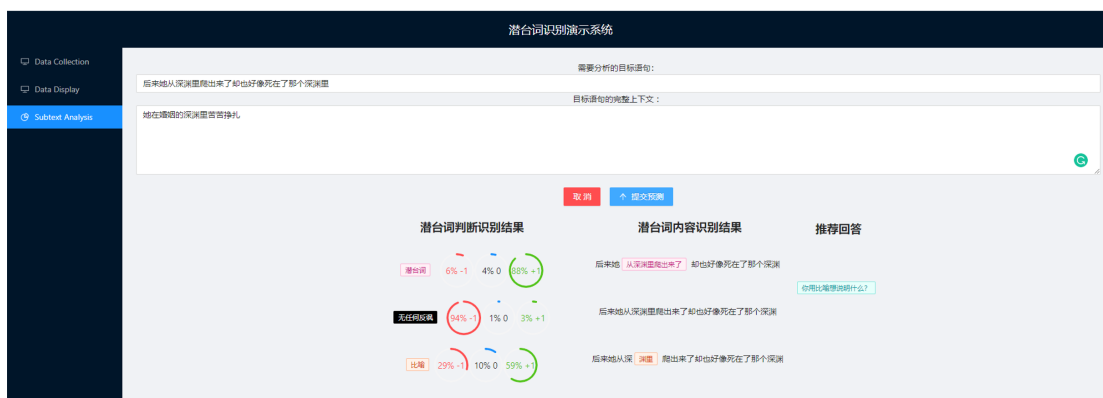 潜台词识别演示系统
Data Collection
Data Display
Subtext Analysis
需要分析的目标语句:
后来她从深渊里爬出来了却也好像死在了那个深渊里
目标语句的完整上下文：
她在婚姻的深渊里苦苦挣扎
取 消
提交预测
潜台词判断识别结果
潜台词内容识别结果
推荐回答
潜台词 6% -1 4% 0 88% +1
后来她 从深渊里爬出来了 却也好像死在了那个深渊
你用比喻想说明什么?
无任何反讽 94% -1 1% 0 3% +1
后来她从深渊里爬出来了却也好像死在了那个深渊
比喻 29% -1 10% 0 59% +1
后来她从深 渊里 爬出来了却也好像死在了那个深渊